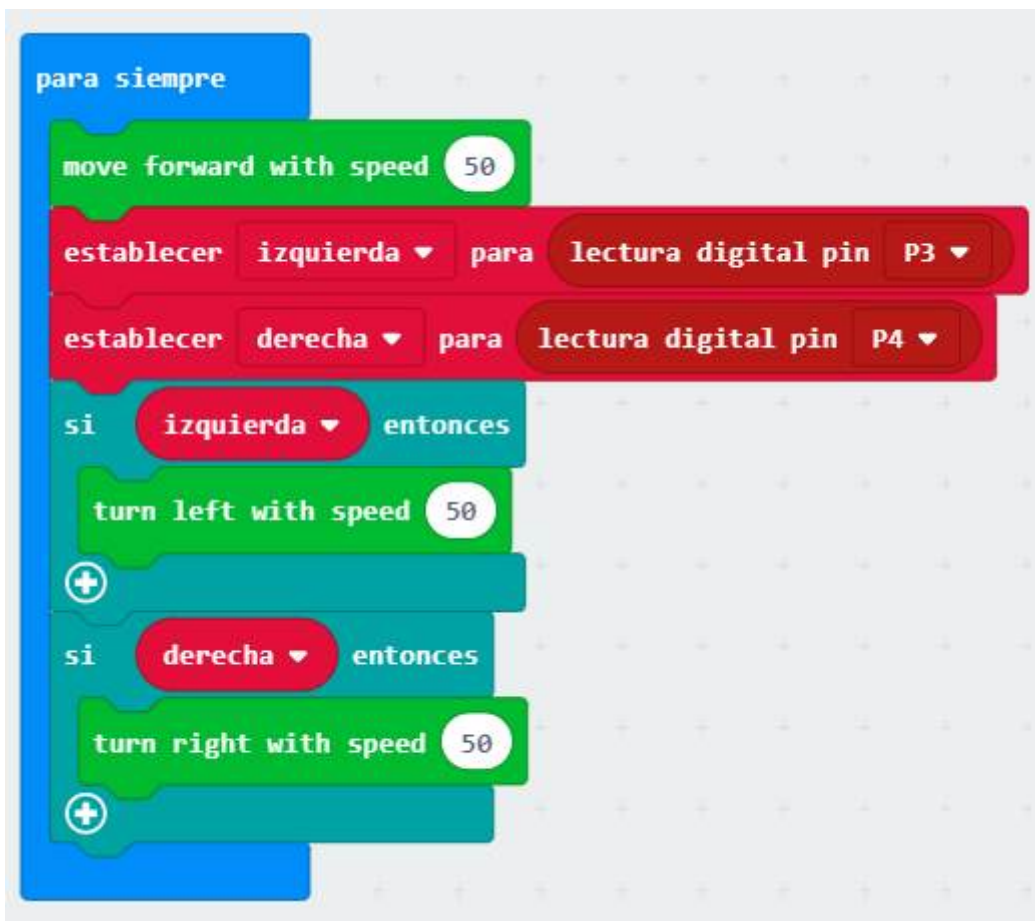 para siempre
move forward with speed 50
establecer izquierda para lectura digital pin P3
establecer derecha para lectura digital pin P4
si izquierda entonces
turn left with speed 50
si derecha entonces
turn right with speed 50